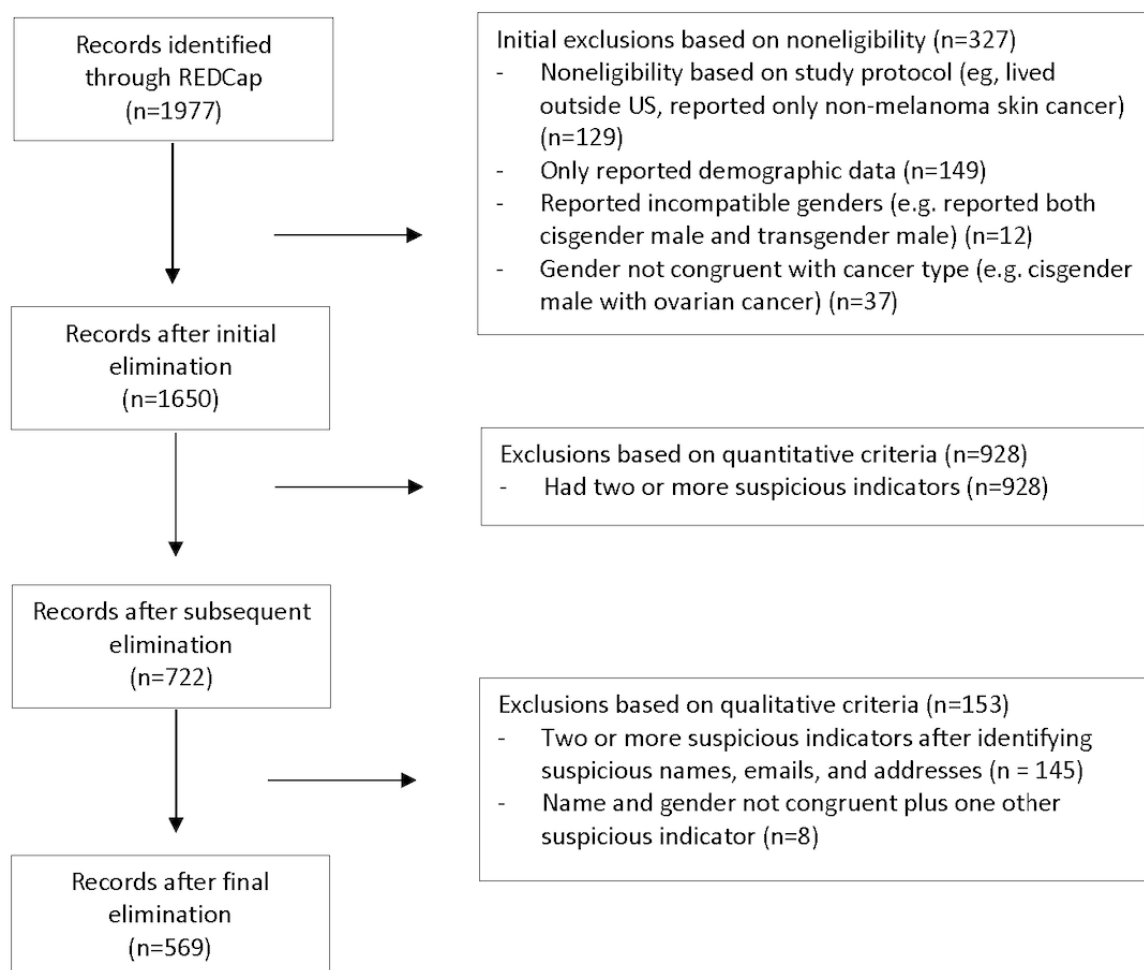 Records identified
through REDCap
(n=1977)
Initial exclusions based on noneligibility (n=327)
- Noneligibility based on study protocol (eg, lived
outside US, reported only non-melanoma skin cancer)
(n=129)
- Only reported demographic data (n=149)
- Reported incompatible genders (e.g. reported both
cisgender male and transgender male) (n=12)
- Gender not congruent with cancer type (e.g. cisgender
male with ovarian cancer) (n=37)
Records after initial
elimination
(n=1650)
Exclusions based on quantitative criteria (n=928)
- Had two or more suspicious indicators (n=928)
Records after subsequent
elimination
(n=722)
Exclusions based on qualitative criteria (n=153)
- Two or more suspicious indicators after identifying
suspicious names, emails, and addresses (n = 145)
- Name and gender not congruent plus one other
suspicious indicator (n=8)
Records after final
elimination
(n=569)